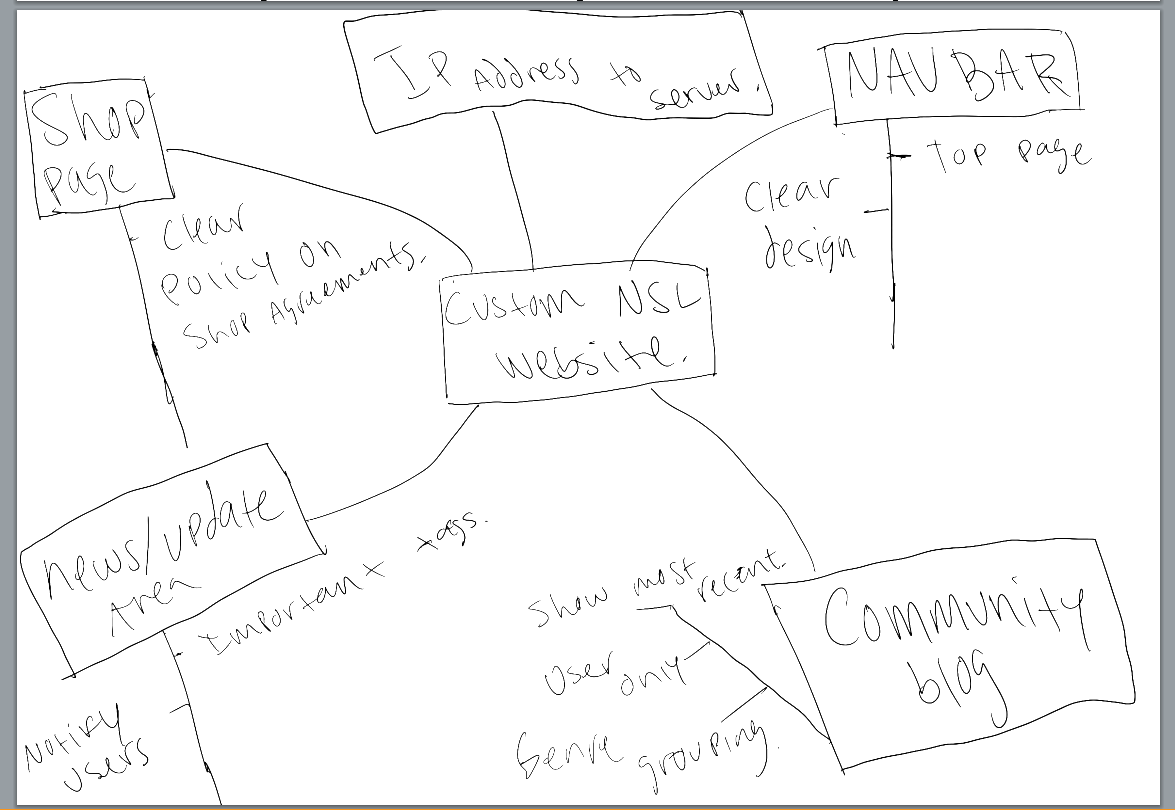 IP Address to
server.
NAV BAR
Top page
Clear
design
Shop
page
Clear
Policy on
Shop Agreements.
Custom NSL
Website.
news/update
Area
Important tags.
Notify
users
Community
blog
Show most
recent.
User
only
Genre grouping.